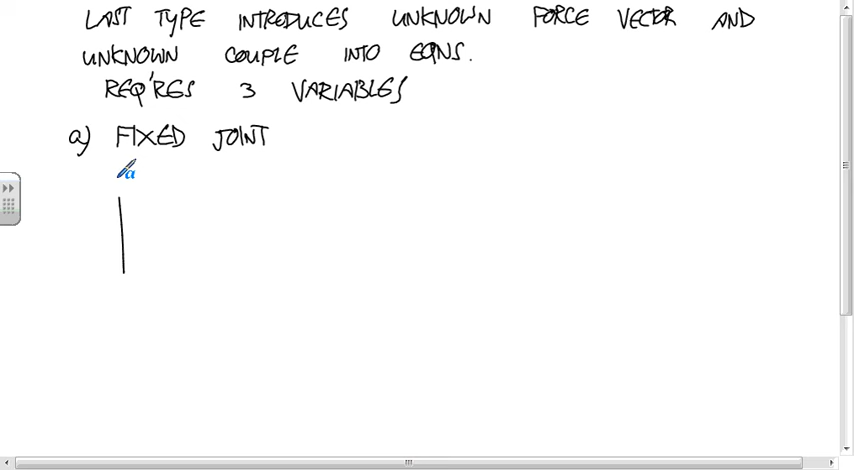 LAST TYPE INTRODUCES UNKNOWN FORCE VECTOR AND
UNKNOWN COUPLE INTO EQNS.
REQ'RES 3 VARIABLES
a) FIXED JOINT